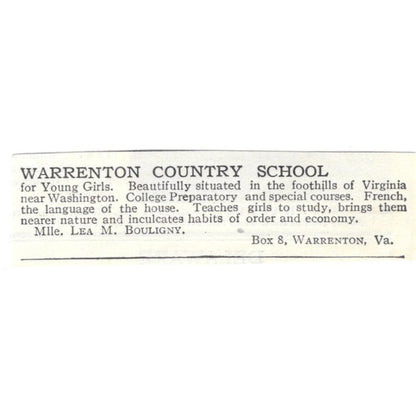 WARRENTON COUNTRY SCHOOL
for Young Girls. Beautifully situated in the foothills of Virginia
near Washington. College Preparatory and special courses. French,
the language of the house. Teaches girls to study, brings them
nearer nature and inculcates habits of order and economy.
Mlle. LEA M. BOULIGNY.
Box 8, WARRENTON, Va.